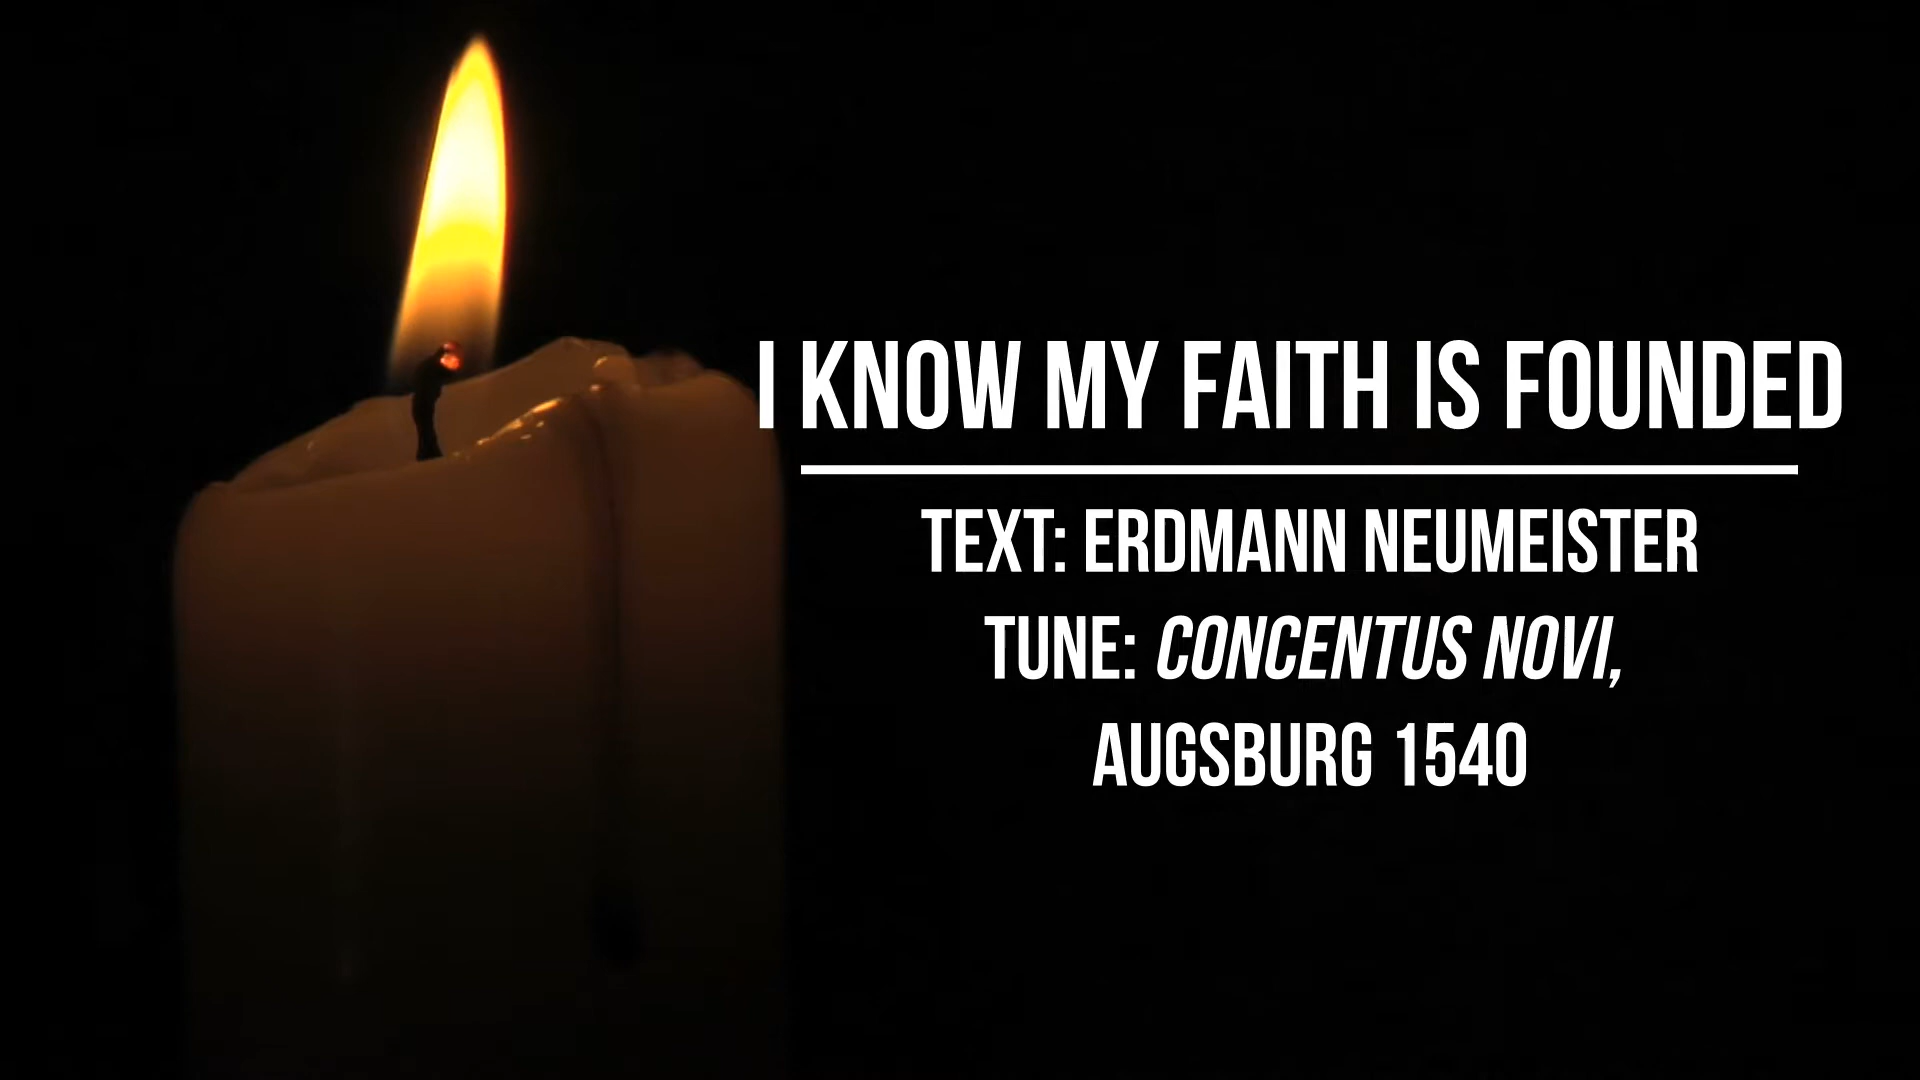 I KNOW MY FAITH IS FOUNDED
TEXT: ERDMANN NEUMEISTER
TUNE: CONCENTUS NOVI,
AUGSBURG 1540